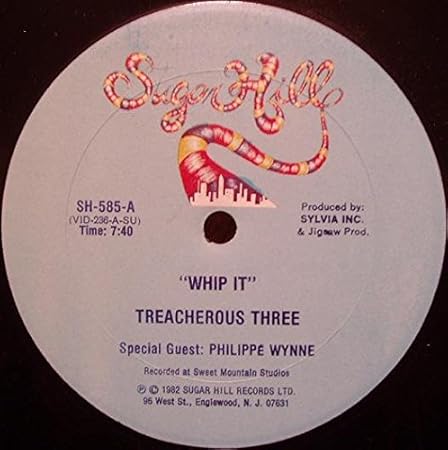 Sugar Hill
SH-585-A
(VID-236-A-SU)
Time: 7:40
Produced by:
SYLVIA INC.
& Jigsaw Prod.
"WHIP IT"
TREACHEROUS THREE
Special Guest: PHILIPPÉ WYNNE
Recorded at Sweet Mountain Studios
℗ © 1982 SUGAR HILL RECORDS LTD.
96 West St., Englewood, N. J. 07631